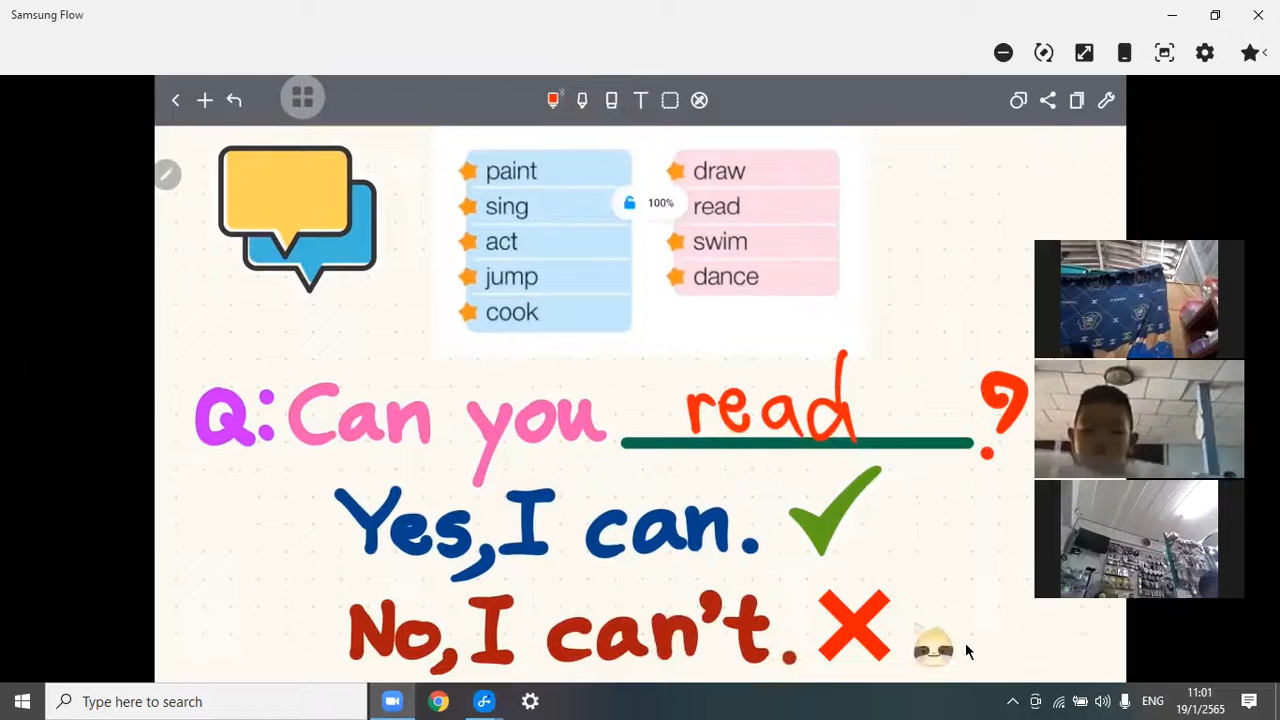 Samsung Flow
paint
sing
act
jump
cook
draw
read
swim
dance
100%
Q: Can you read ?
Yes, I can.
No, I can't.
Type here to search
ENG
11:01
19/1/2565